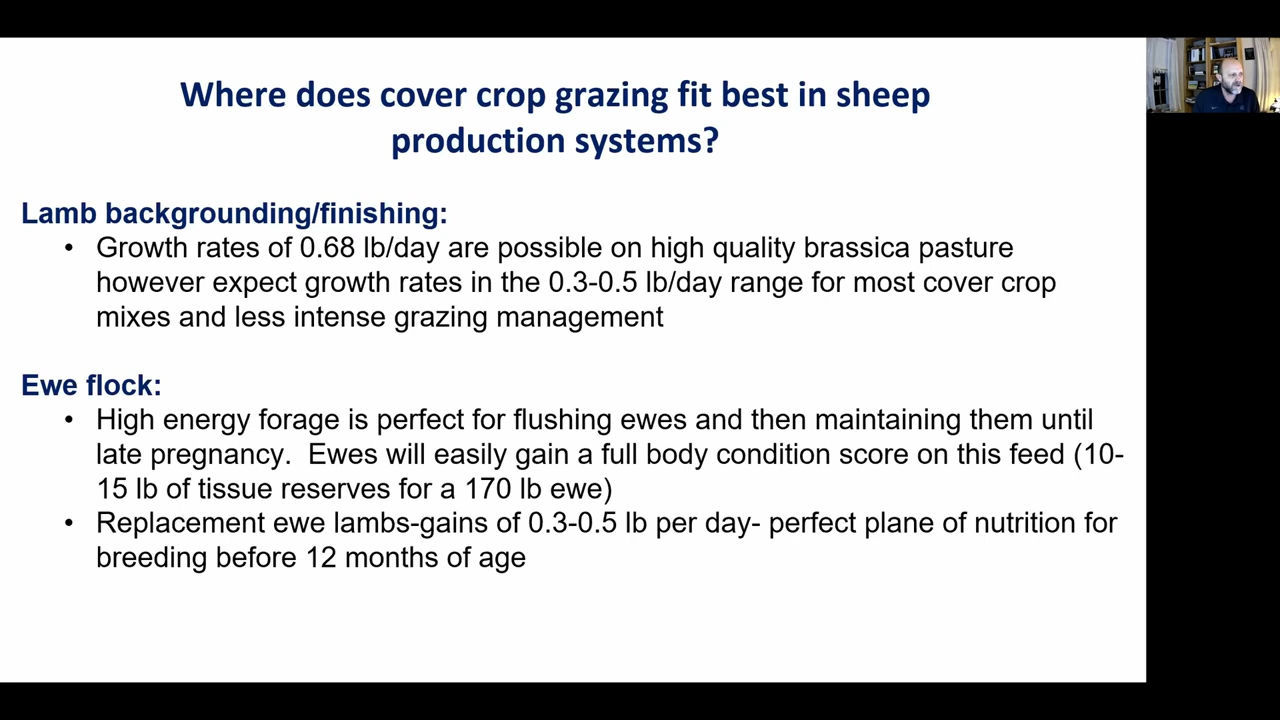 Where does cover crop grazing fit best in sheep
production systems?
Lamb backgrounding/finishing:
• Growth rates of 0.68 lb/day are possible on high quality brassica pasture
however expect growth rates in the 0.3-0.5 lb/day range for most cover crop
mixes and less intense grazing management
Ewe flock:
• High energy forage is perfect for flushing ewes and then maintaining them until
late pregnancy.  Ewes will easily gain a full body condition score on this feed (10-
15 lb of tissue reserves for a 170 lb ewe)
• Replacement ewe lambs-gains of 0.3-0.5 lb per day- perfect plane of nutrition for
breeding before 12 months of age